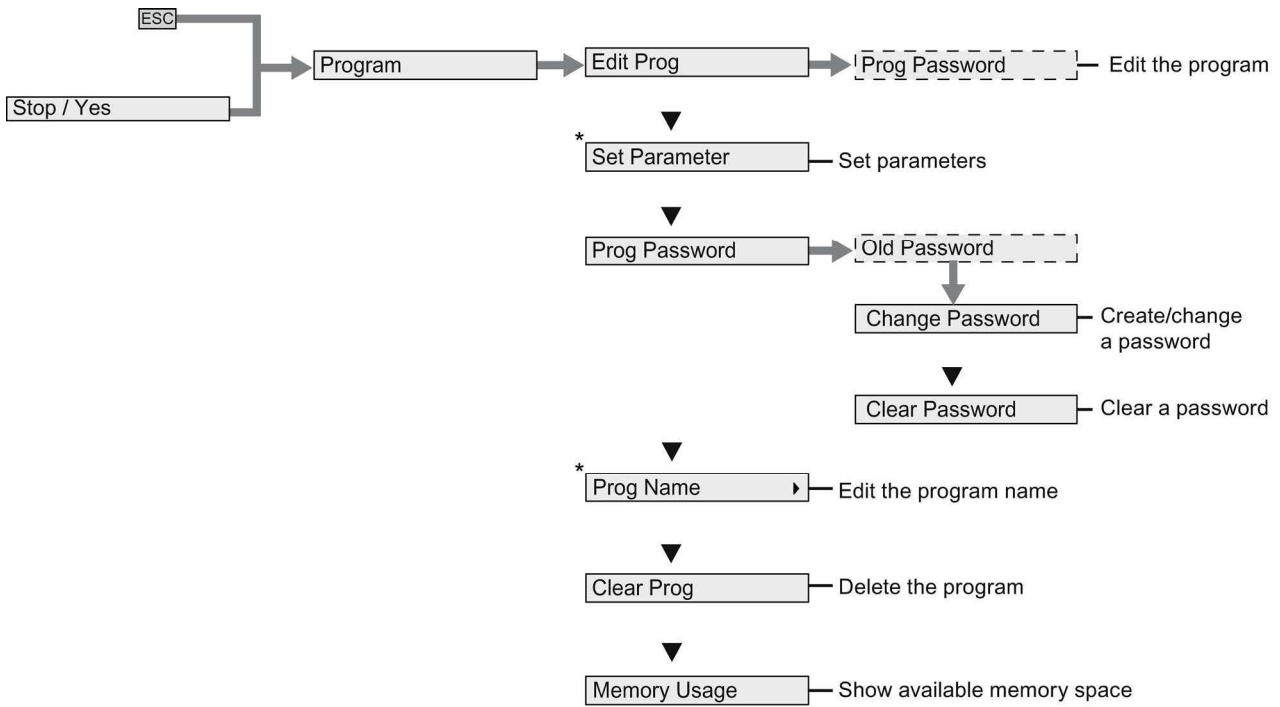 ESC
Program
Edit Prog
Prog Password
Edit the program
Stop / Yes
*
Set Parameter
Set parameters
Prog Password
Old Password
Change Password
Create/change
a password
Clear Password
Clear a password
*
Prog Name
Edit the program name
Clear Prog
Delete the program
Memory Usage
Show available memory space